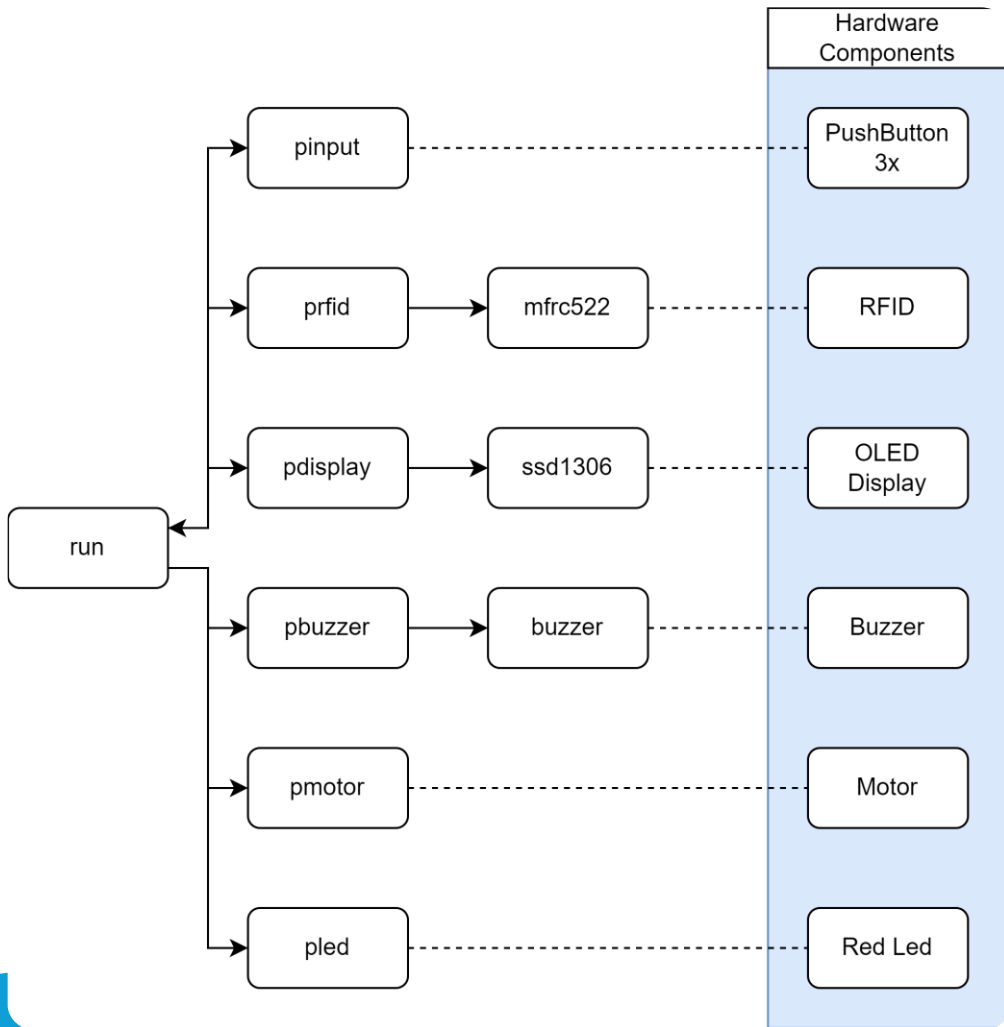 Hardware
Components
pinput
PushButton
3x
prfid
mfrc522
RFID
pdisplay
ssd1306
OLED
Display
run
pbuzzer
buzzer
Buzzer
pmotor
Motor
pled
Red Led